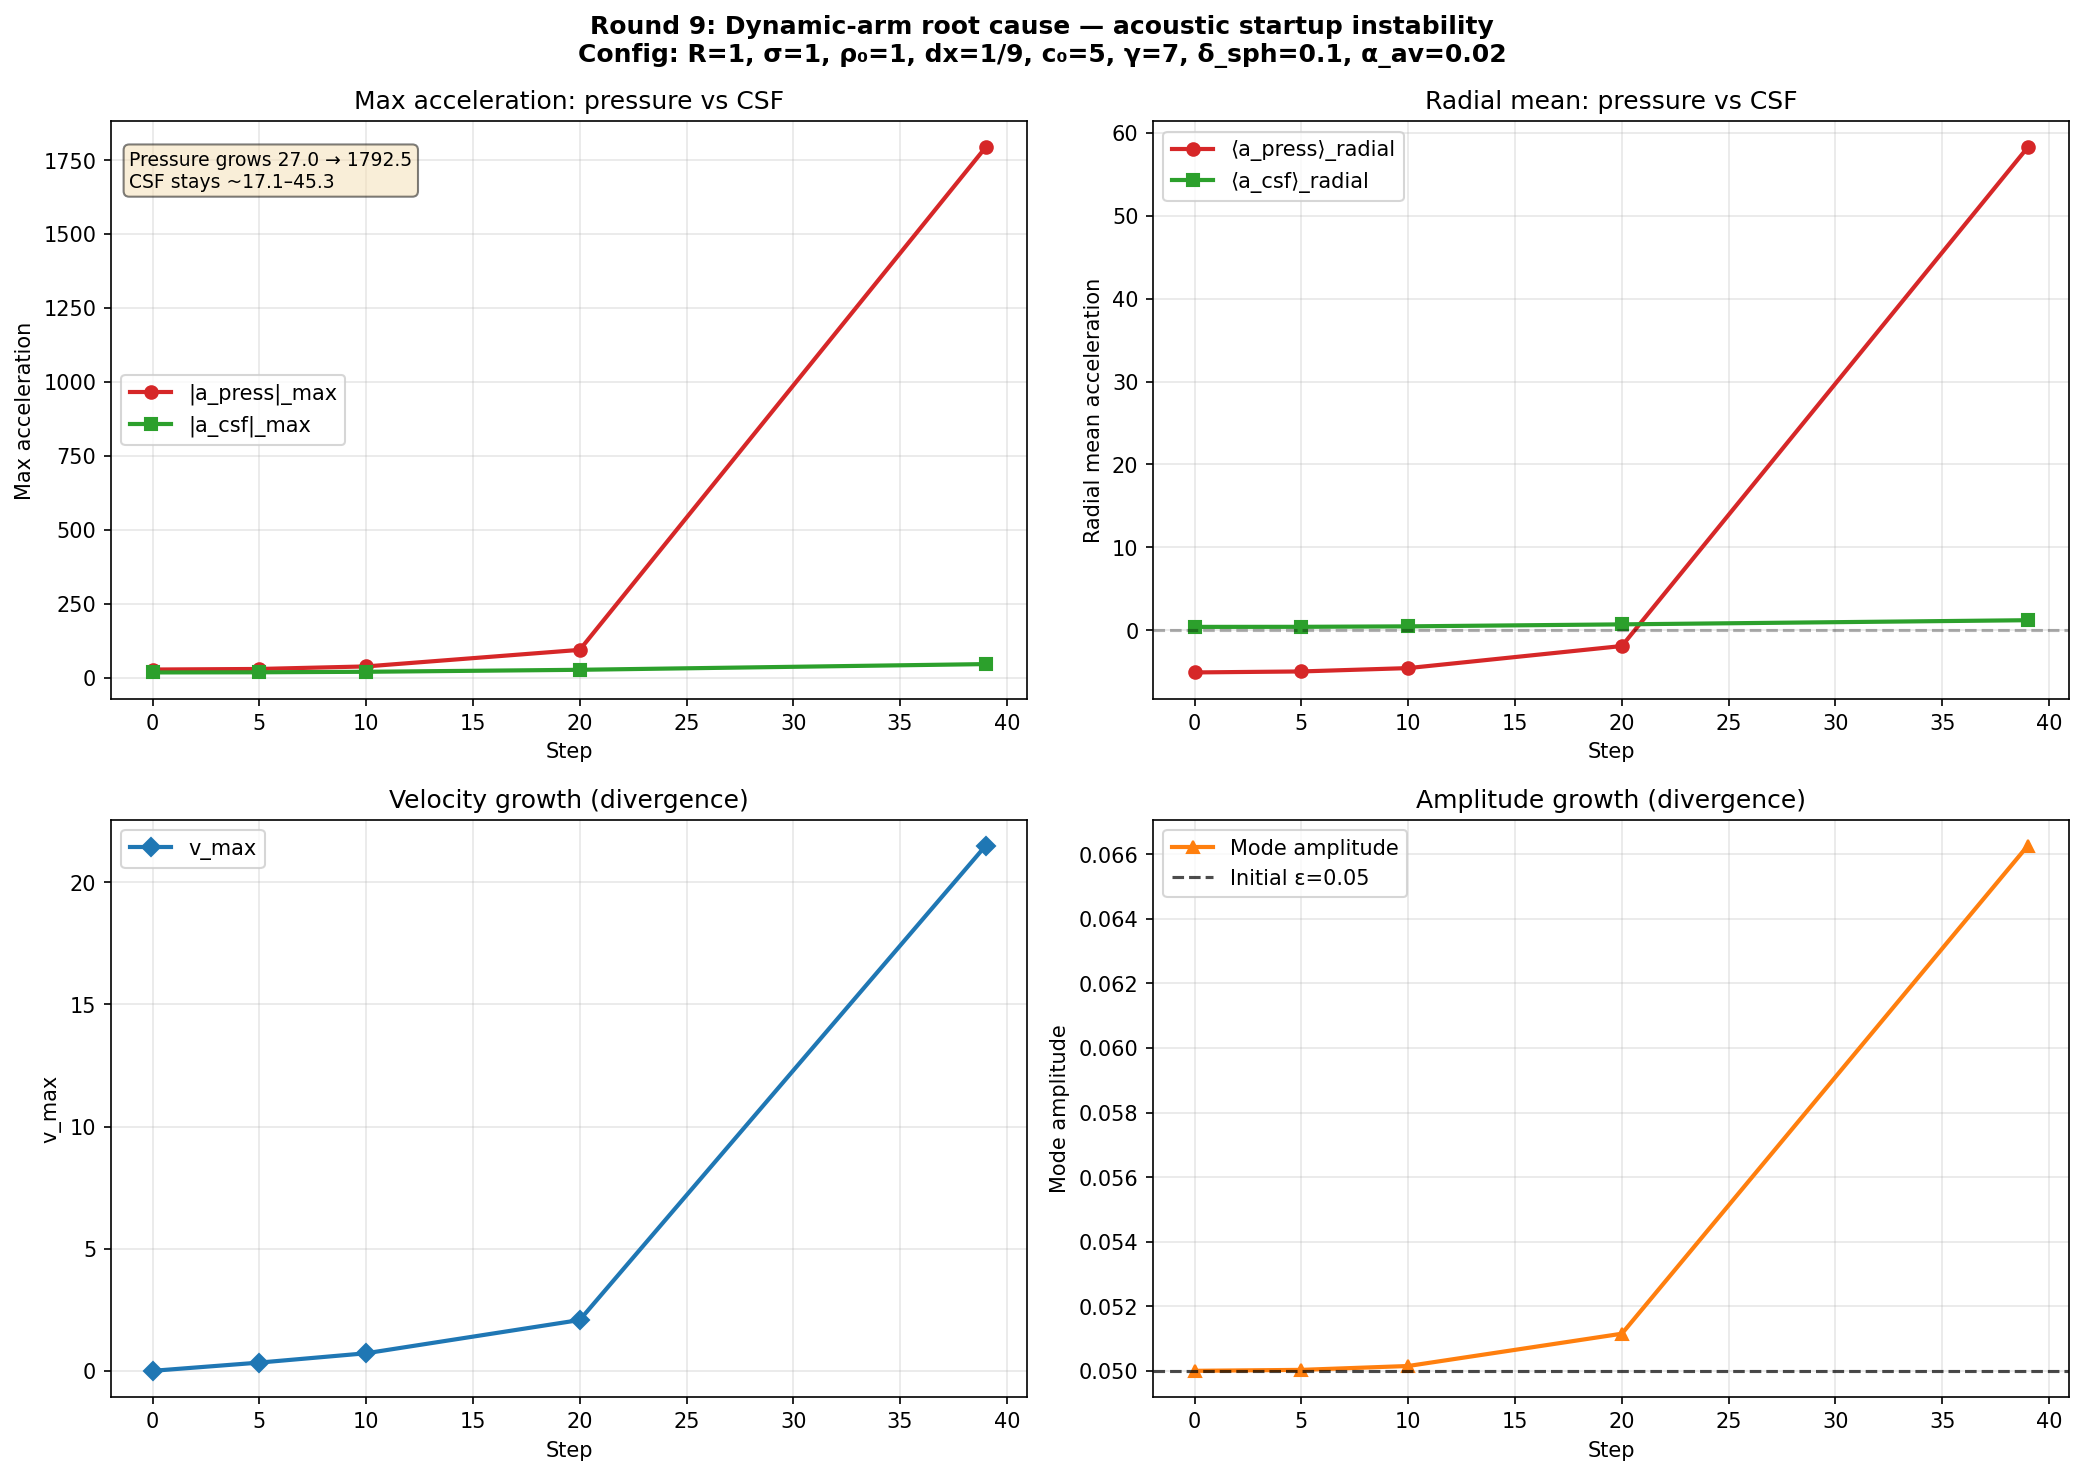 Round 9: Dynamic-arm root cause — acoustic startup instability
Config: R=1, σ=1, ρ₀=1, dx=1/9, c₀=5, γ=7, δ_sph=0.1, α_av=0.02
Max acceleration: pressure vs CSF
Pressure grows 27.0 → 1792.5
CSF stays ~17.1–45.3
|a_press|_max
|a_csf|_max
Max acceleration
1750
1500
1250
1000
750
500
250
0
0 5 10 15 20 25 30 35 40
Step
Radial mean: pressure vs CSF
⟨a_press⟩_radial
⟨a_csf⟩_radial
Radial mean acceleration
60
50
40
30
20
10
0
0 5 10 15 20 25 30 35 40
Step
Velocity growth (divergence)
v_max
v_max
20
15
10
5
0
0 5 10 15 20 25 30 35 40
Step
Amplitude growth (divergence)
Mode amplitude
Initial ε=0.05
Mode amplitude
0.066
0.064
0.062
0.060
0.058
0.056
0.054
0.052
0.050
0 5 10 15 20 25 30 35 40
Step